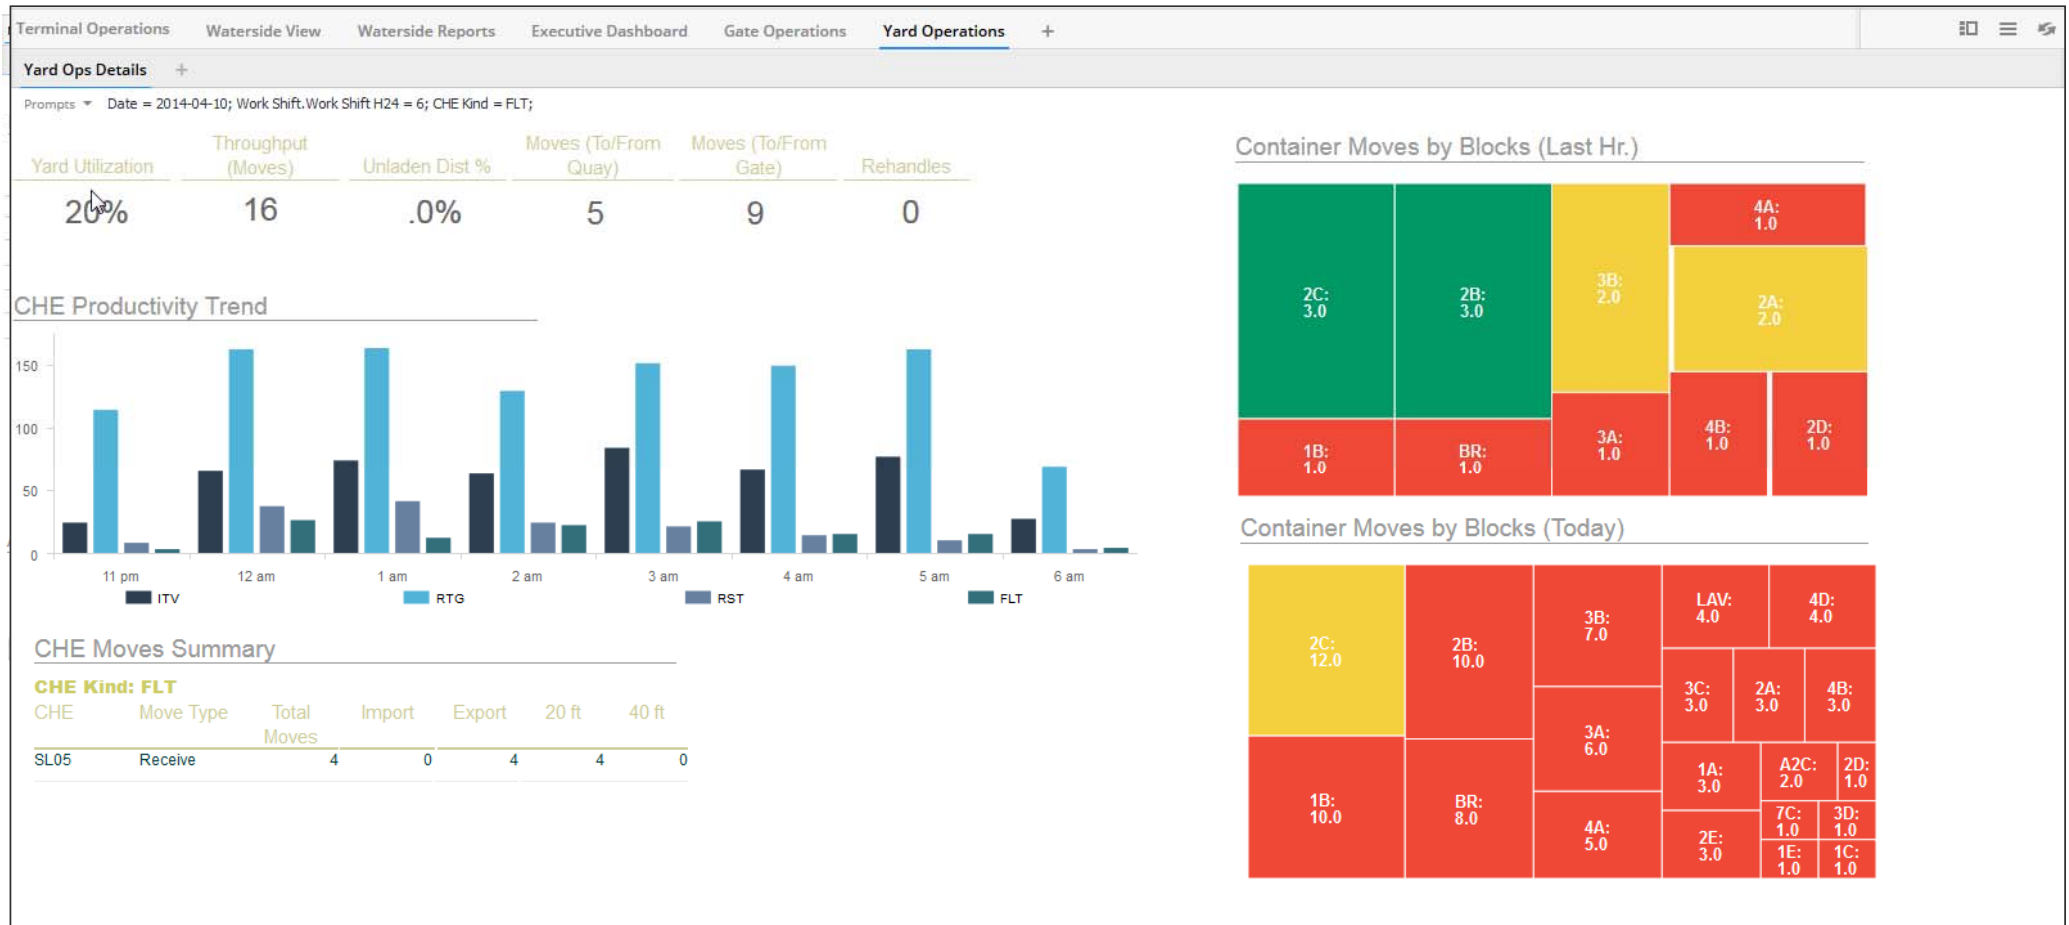 Terminal Operations Waterside View Waterside Reports Executive Dashboard Gate Operations Yard Operations +
Yard Ops Details +
Prompts Date = 2014-04-10; Work Shift.Work Shift H24 = 6; CHE Kind = FLT;
Yard Utilization
20%
Throughput
(Moves)
16
Unladen Dist %
.0%
Moves (To/From
Quay)
5
Moves (To/From
Gate)
9
Rehandles
0
CHE Productivity Trend
150
100
50
0
11 pm 12 am 1 am 2 am 3 am 4 am 5 am 6 am
ITV RTG RST FLT
CHE Moves Summary
CHE Kind: FLT
CHE Move Type Total Import Export 20 ft 40 ft
Moves
SL05 Receive 4 0 4 4 0
Container Moves by Blocks (Last Hr.)
2C:
3.0
2B:
3.0
3B:
2.0
4A:
1.0
2A:
2.0
1B:
1.0
BR:
1.0
3A:
1.0
4B:
1.0
2D:
1.0
Container Moves by Blocks (Today)
2C:
12.0
2B:
10.0
3B:
7.0
LAV:
4.0
4D:
4.0
3C:
3.0
2A:
3.0
4B:
3.0
3A:
6.0
1B:
10.0
BR:
8.0
4A:
5.0
1A:
3.0
A2C:
2.0
2D:
1.0
2E:
3.0
7C:
1.0
3D:
1.0
1E:
1.0
1C:
1.0